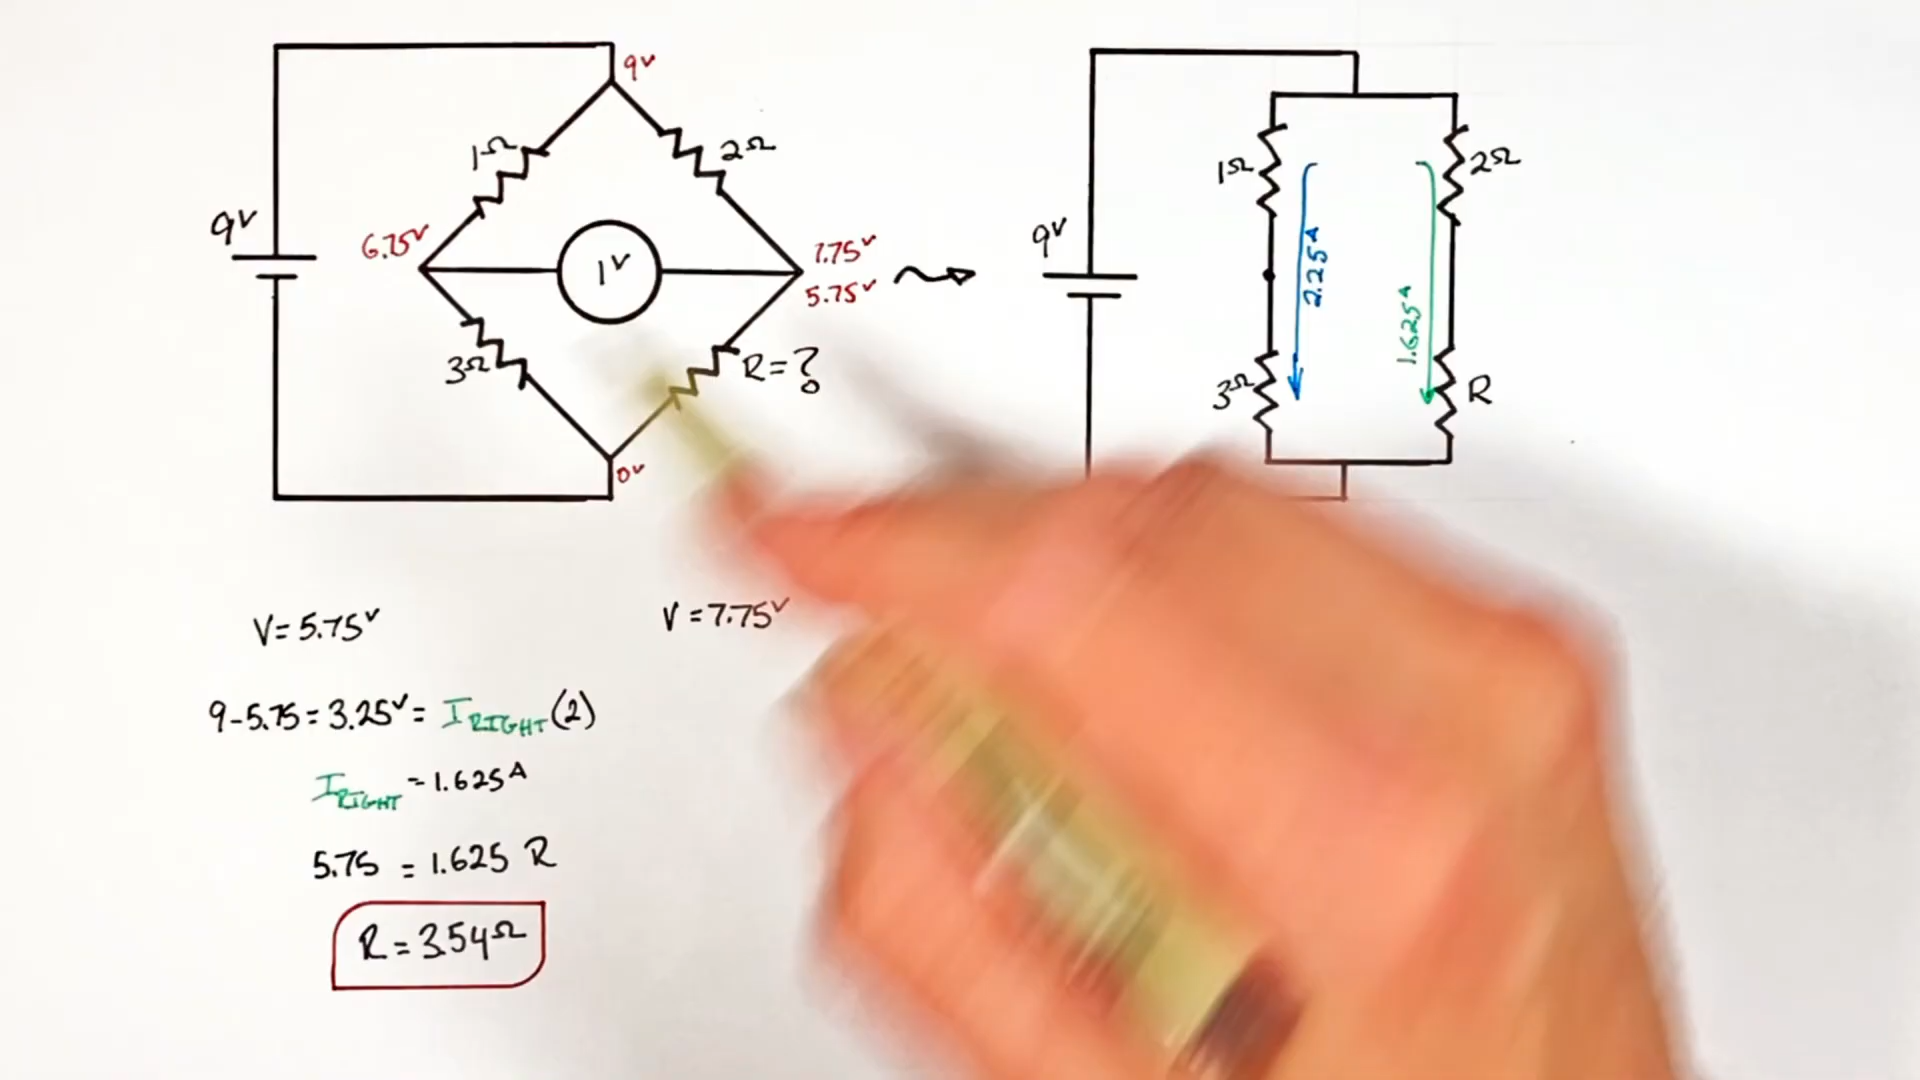 9V
9V
1Ω
2Ω
6.75V
1V
7.75V
5.75V
3Ω
R=?
0V
9V
1Ω
2Ω
2.25A
1.625A
3Ω
R
V=5.75V
9-5.75=3.25V= IRIGHT(2)
IRIGHT = 1.625A
5.75 = 1.625 R
R=3.54Ω
V=7.75V